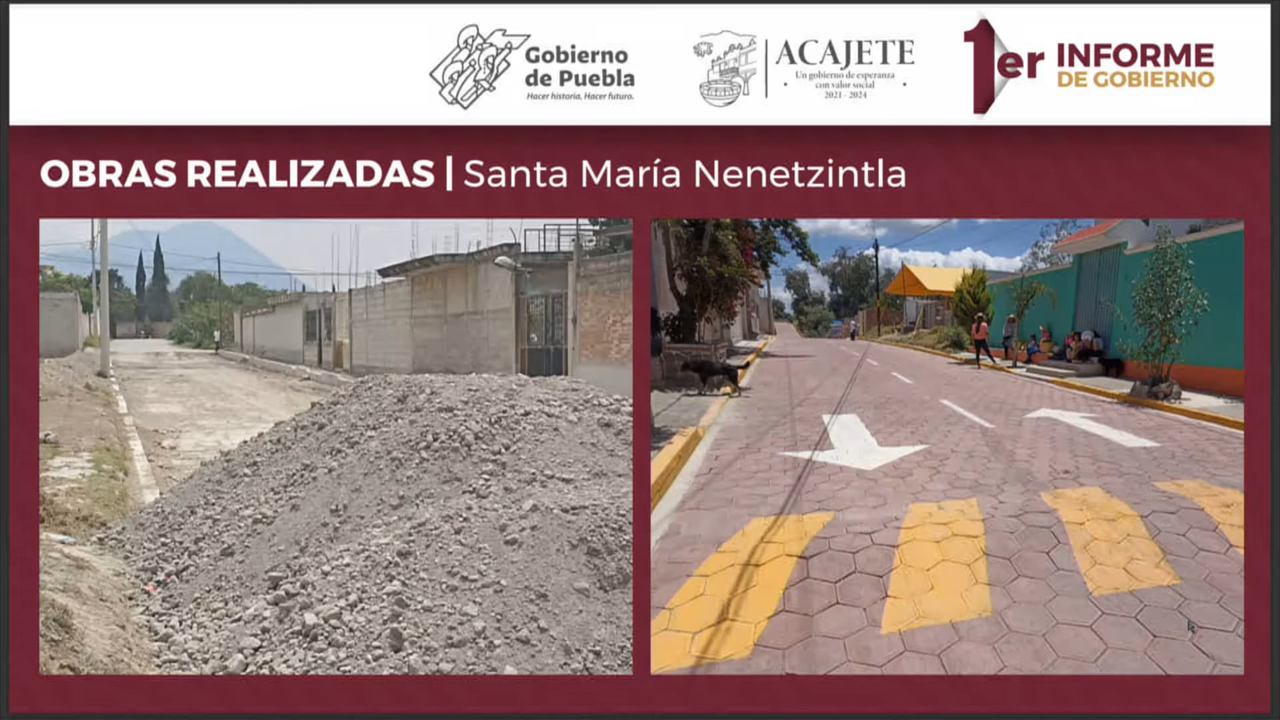 Gobierno
de Puebla
Hacer historia, Hacer futuro.
ACAJETE
Un gobierno de esperanza
con valor social
2021 - 2024
1er INFORME
DE GOBIERNO
OBRAS REALIZADAS | Santa María Nenetzintla